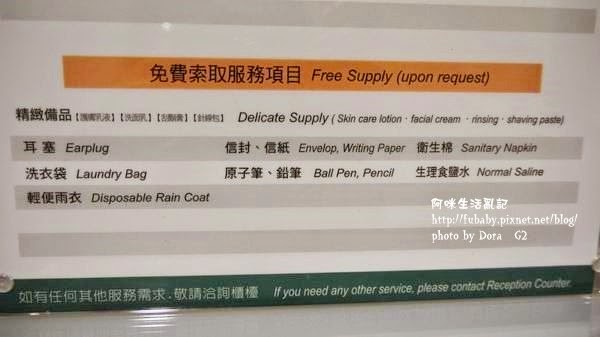 免費索取服務項目 Free Supply (upon request)
精緻備品【護膚乳液】【洗面乳】【刮鬍膏】【針線包】 Delicate Supply ( Skin care lotion · facial cream · rinsing · shaving paste)
耳 塞 Earplug 信封、信紙 Envelop, Writing Paper 衛生棉 Sanitary Napkin
洗衣袋 Laundry Bag 原子筆、鉛筆 Ball Pen, Pencil 生理食鹽水 Normal Saline
輕便雨衣 Disposable Rain Coat
阿咪生活亂記
http://fubaby.pixnet.net/blog/
photo by Dora G2
如有任何其他服務需求，敬請洽詢櫃檯 If you need any other service, please contact Reception Counter.